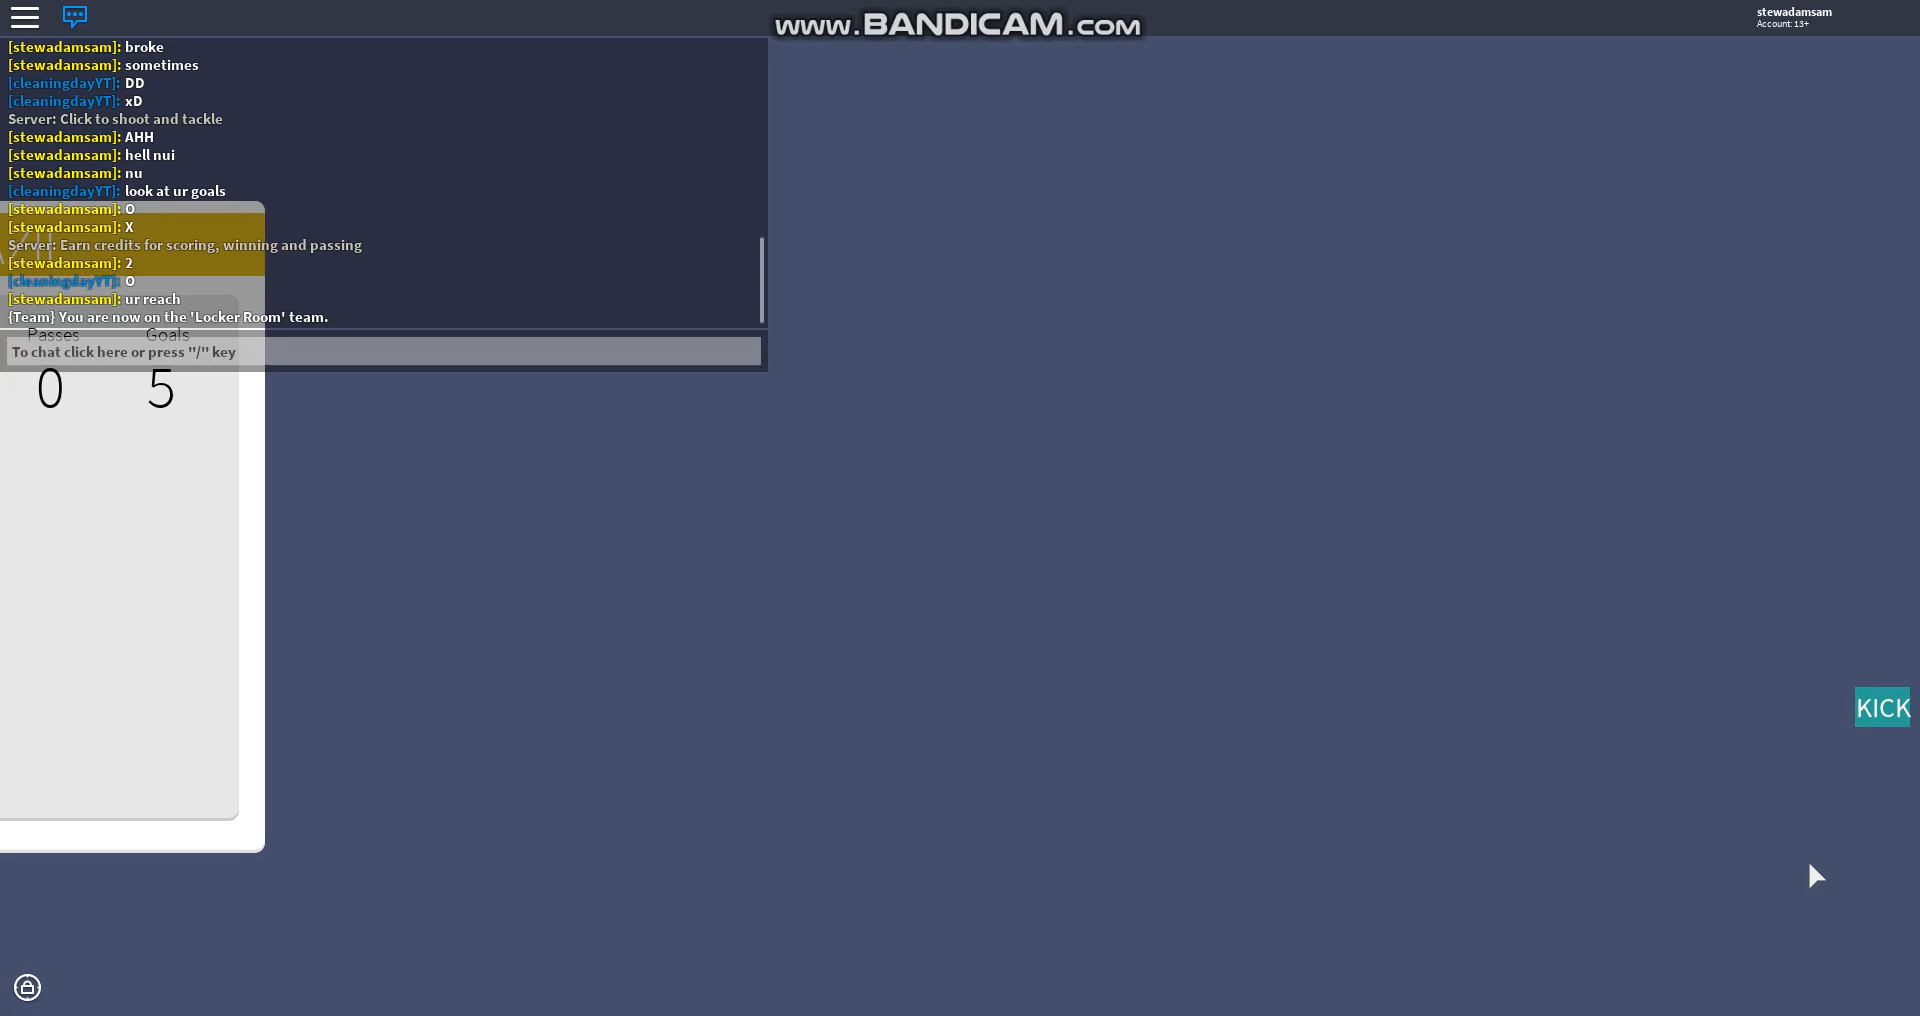 www.BANDICAM.com
stewadamsam
Account: 13+
[stewadamsam]: broke
[stewadamsam]: sometimes
[cleaningdayYT]: DD
[cleaningdayYT]: xD
Server: Click to shoot and tackle
[stewadamsam]: AHH
[stewadamsam]: hell nui
[stewadamsam]: nu
[cleaningdayYT]: look at ur goals
[stewadamsam]: O
[stewadamsam]: X
Server: Earn credits for scoring, winning and passing
[stewadamsam]: 2
[cleaningdayYT]: O
[stewadamsam]: ur reach
{Team} You are now on the 'Locker Room' team.
Passes Goals
To chat click here or press "/" key
0 5
KICK